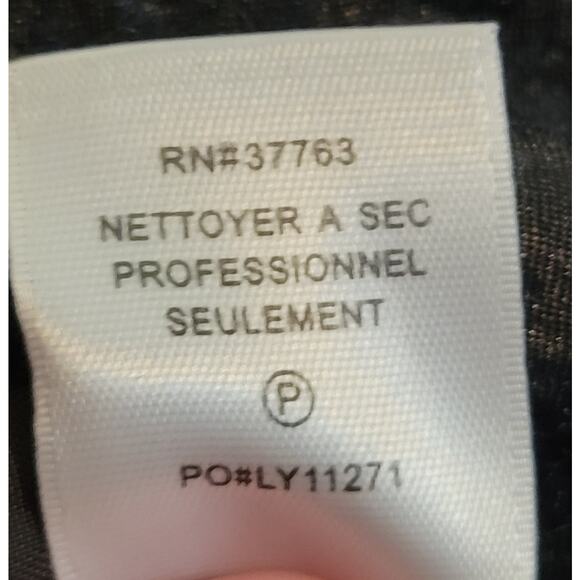 RN#37763
NETTOYER A SEC
PROFESSIONNEL
SEULEMENT
P
PO#LY11271